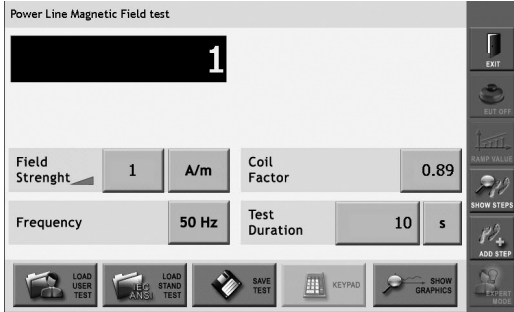 Power Line Magnetic Field test
1
EXIT
EUT OFF
RAMP VALUE
Field
Strenght
1
A/m
Coil
Factor
0.89
SHOW STEPS
Frequency
50 Hz
Test
Duration
10
s
ADD STEP
LOAD
USER
TEST
IEC
ANSI
LOAD
STAND
TEST
SAVE
TEST
KEYPAD
SHOW
GRAPHICS
EXPERT
MODE